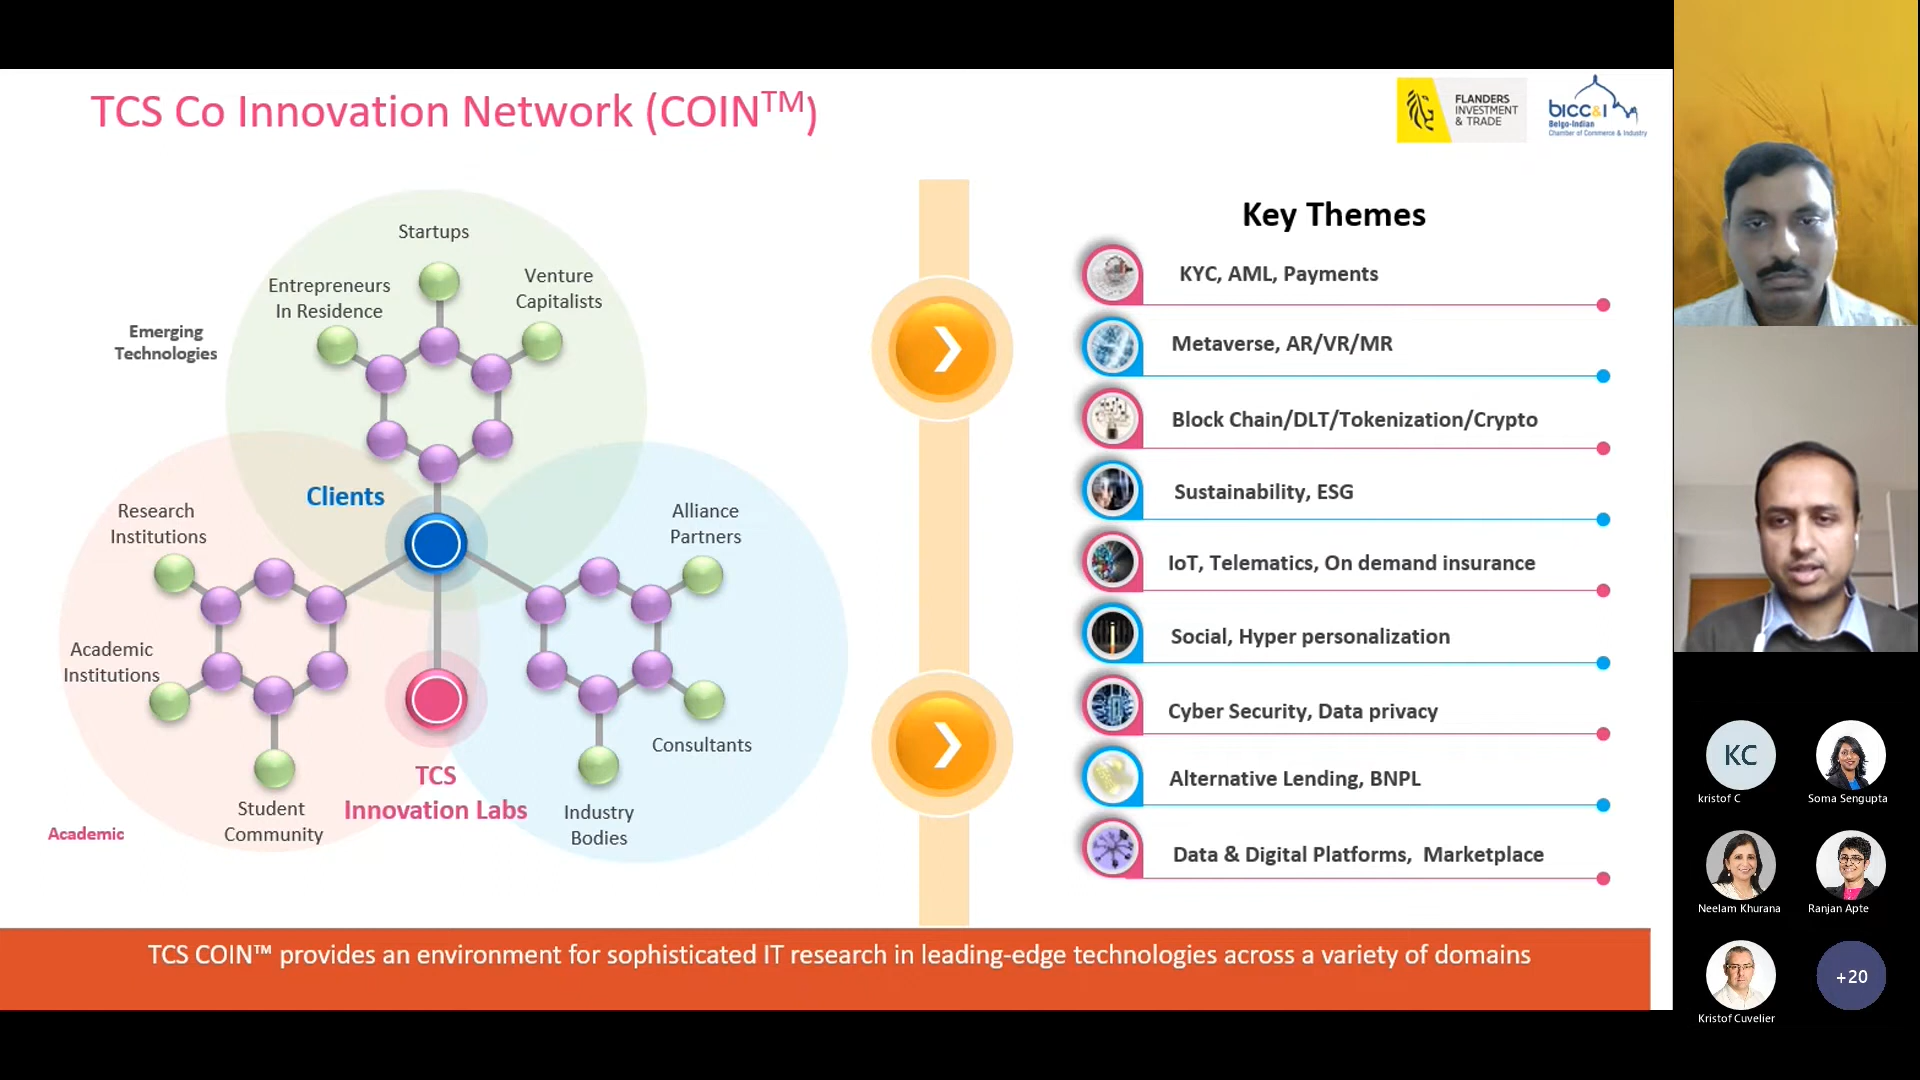 TCS Co Innovation Network (COIN™)
FLANDERS
INVESTMENT
& TRADE
bicc&i
Belgo-Indian
Chamber of Commerce & Industry
Startups
Entrepreneurs
In Residence
Venture
Capitalists
Emerging
Technologies
Clients
Research
Institutions
Alliance
Partners
Academic
Institutions
Consultants
TCS
Innovation Labs
Student
Community
Industry
Bodies
Academic
Key Themes
KYC, AML, Payments
Metaverse, AR/VR/MR
Block Chain/DLT/Tokenization/Crypto
Sustainability, ESG
IoT, Telematics, On demand insurance
Social, Hyper personalization
Cyber Security, Data privacy
Alternative Lending, BNPL
Data & Digital Platforms, Marketplace
TCS COIN™ provides an environment for sophisticated IT research in leading-edge technologies across a variety of domains
KC
kristof C
Soma Sengupta
Neelam Khurana
Ranjan Apte
Kristof Cuvelier
+20